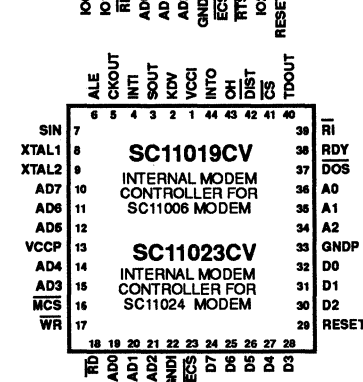 ALE CKOUT INTI SOUT KDV VCCI INTO OH DIST CS TDOUT
6 5 4 3 2 1 44 43 42 41 40
SIN 7
XTAL1 8
XTAL2 9
AD7 10
AD6 11
AD5 12
VCCP 13
AD4 14
AD3 15
MCS 16
WR 17
SC11019CV
INTERNAL MODEM
CONTROLLER FOR
SC11006 MODEM
SC11023CV
INTERNAL MODEM
CONTROLLER FOR
SC11024 MODEM
39 RI
38 RDY
37 DOS
36 A0
35 A1
34 A2
33 GNDP
32 D0
31 D1
30 D2
29 RESET
18 19 20 21 22 23 24 25 26 27 28
RD AD0 AD1 AD2 GNDI ECS D7 D6 D5 D4 D3